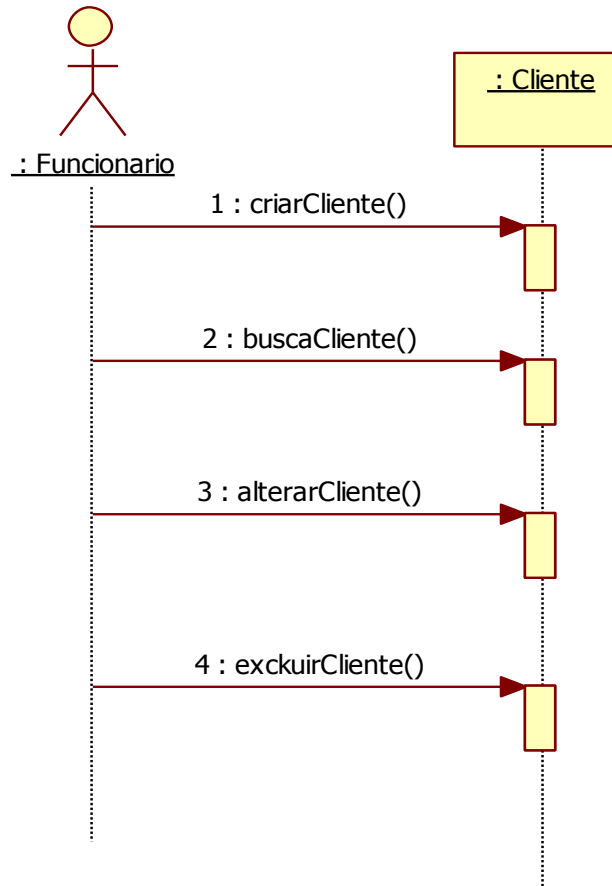 : Cliente
: Funcionario
1 : criarCliente()
2 : buscaCliente()
3 : alterarCliente()
4 : exckuirCliente()